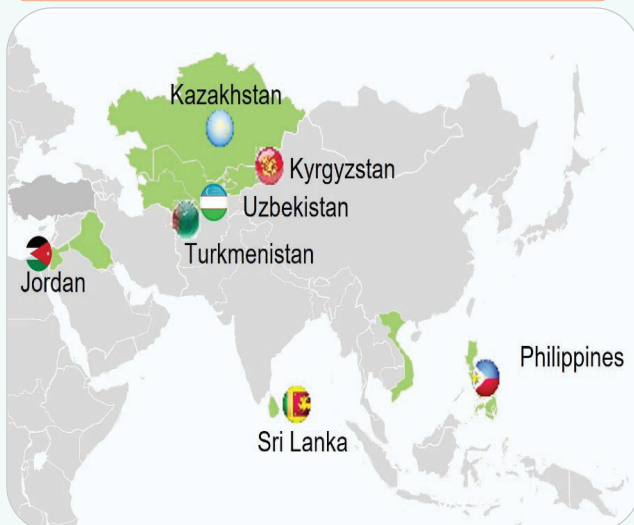 Kazakhstan
Kyrgyzstan
Uzbekistan
Turkmenistan
Jordan
Philippines
Sri Lanka